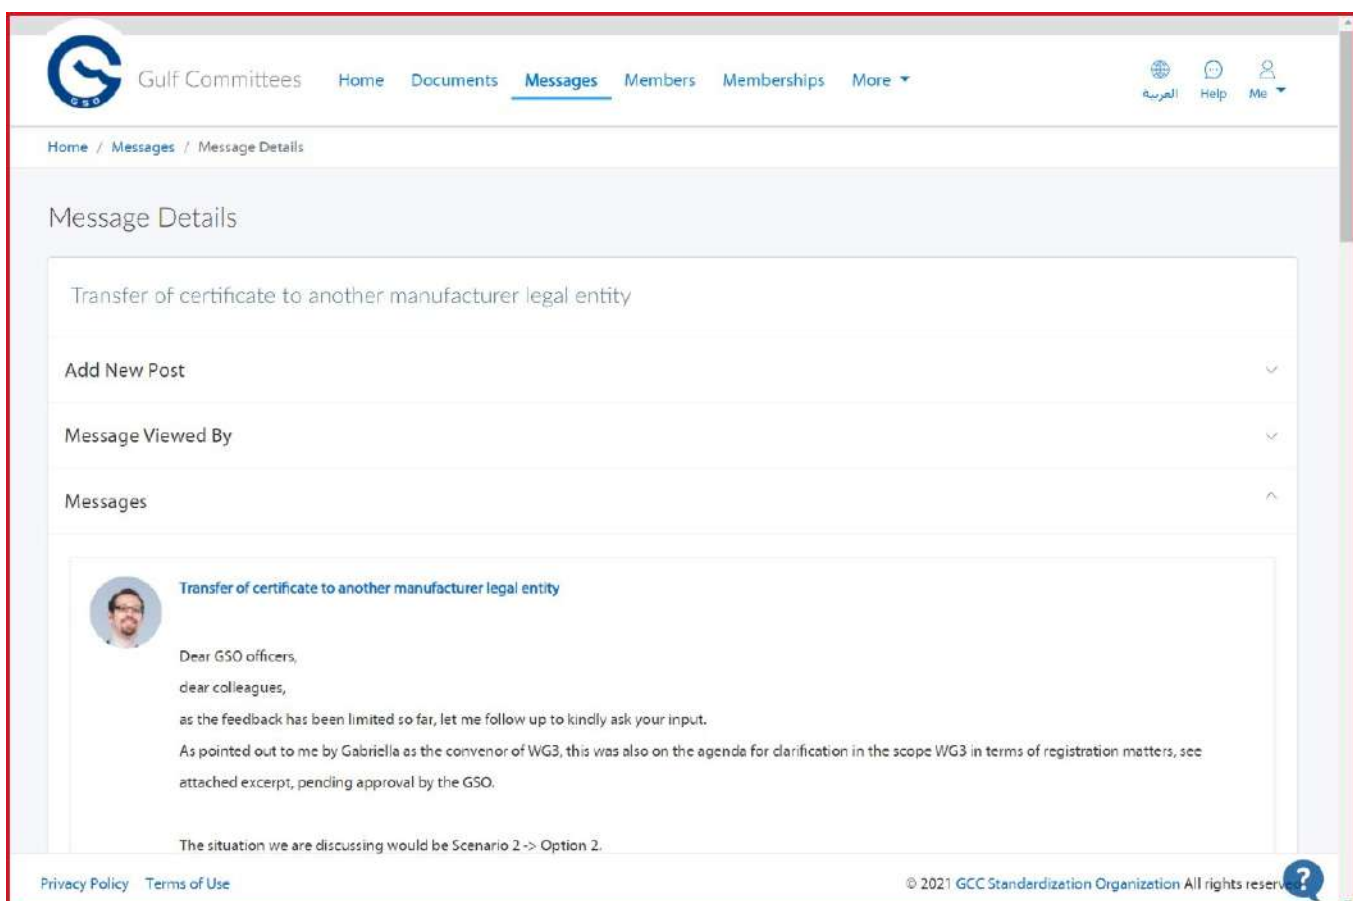 GSO
Gulf Committees
Home Documents Messages Members Memberships More
العربية Help Me
Home / Messages / Message Details
Message Details
Transfer of certificate to another manufacturer legal entity
Add New Post
Message Viewed By
Messages
Transfer of certificate to another manufacturer legal entity
Dear GSO officers,
dear colleagues,
as the feedback has been limited so far, let me follow up to kindly ask your input.
As pointed out to me by Gabriella as the convenor of WG3, this was also on the agenda for clarification in the scope WG3 in terms of registration matters, see
attached excerpt, pending approval by the GSO.
The situation we are discussing would be Scenario 2 -> Option 2.
Privacy Policy Terms of Use
© 2021 GCC Standardization Organization All rights reserve
?